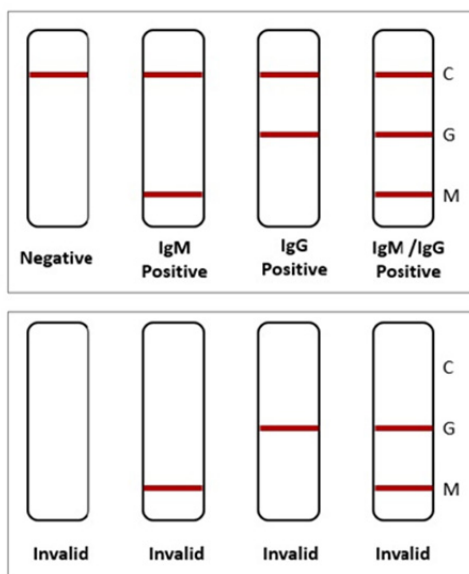 C
G
M
Negative
IgM
Positive
IgG
Positive
IgM /IgG
Positive
C
G
M
Invalid
Invalid
Invalid
Invalid